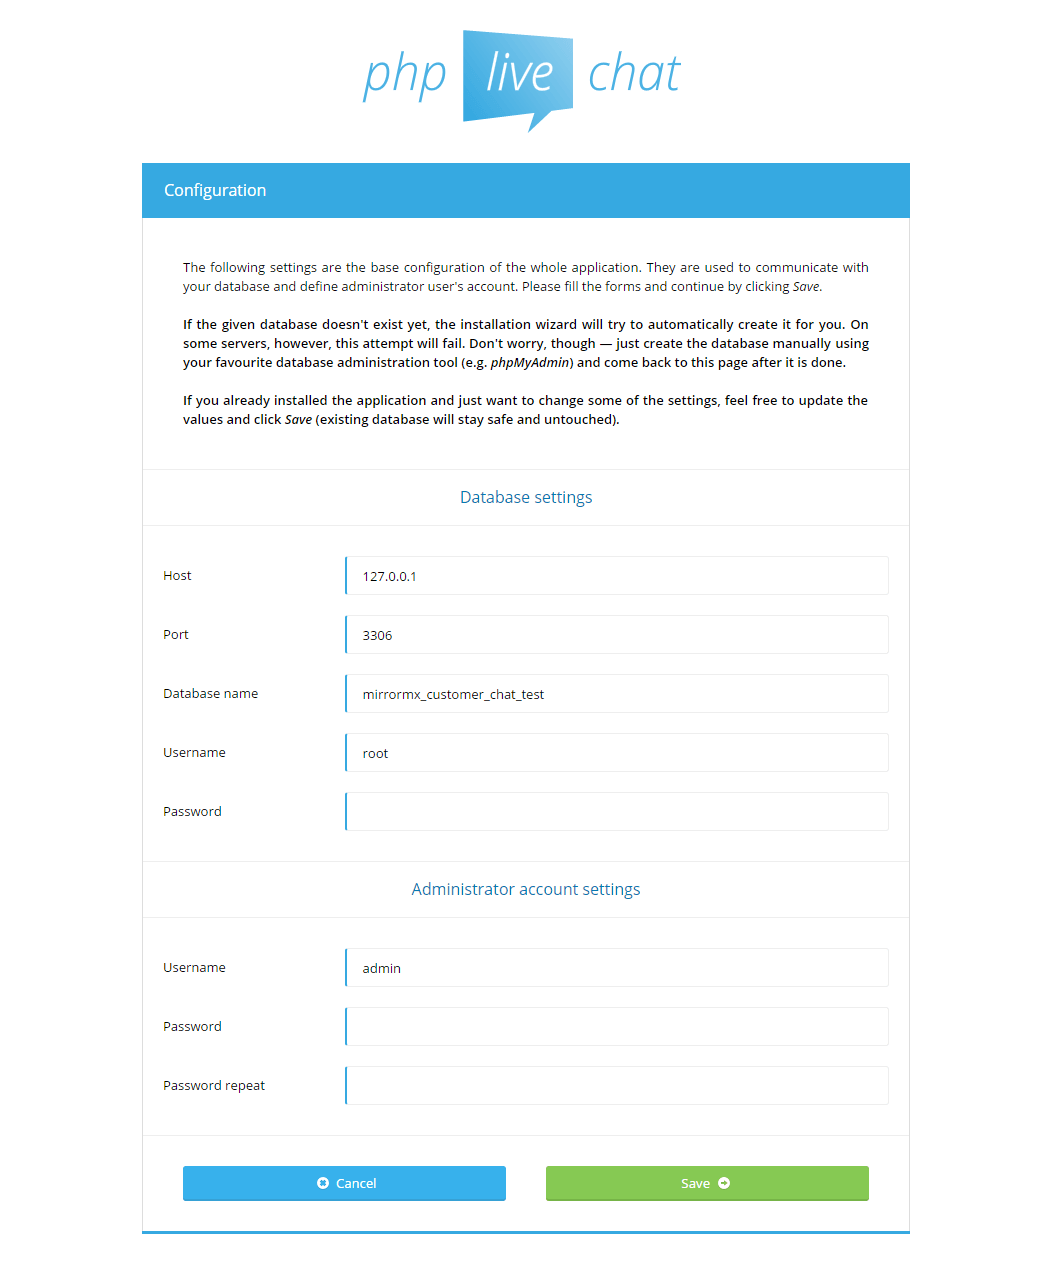 php live chat
Configuration
The following settings are the base configuration of the whole application. They are used to communicate with
your database and define administrator user's account. Please fill the forms and continue by clicking Save.
If the given database doesn't exist yet, the installation wizard will try to automatically create it for you. On
some servers, however, this attempt will fail. Don't worry, though — just create the database manually using
your favourite database administration tool (e.g. phpMyAdmin) and come back to this page after it is done.
If you already installed the application and just want to change some of the settings, feel free to update the
values and click Save (existing database will stay safe and untouched).
Database settings
Host 127.0.0.1
Port 3306
Database name mirrormx_customer_chat_test
Username root
Password
Administrator account settings
Username admin
Password
Password repeat
Cancel Save